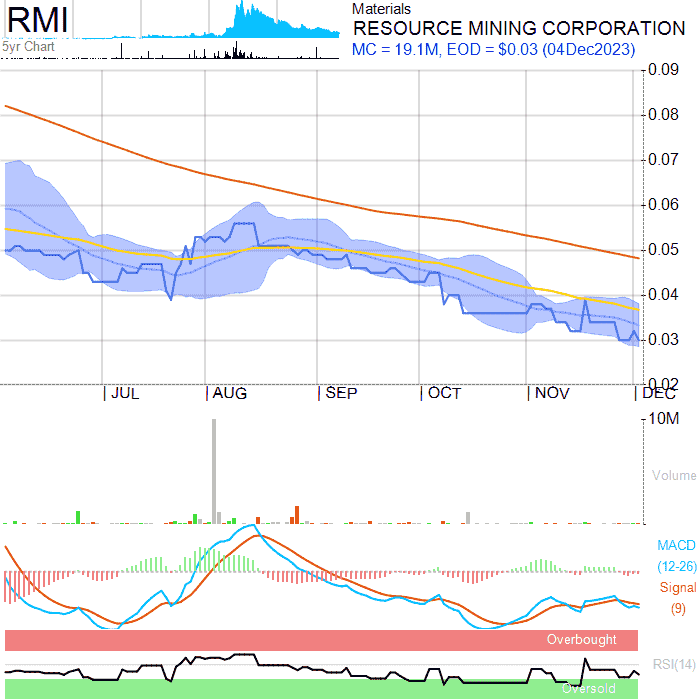 RMI
5yr Chart
Materials
RESOURCE MINING CORPORATION
MC = 19.1M, EOD = $0.03 (04Dec2023)
0.09
0.08
0.07
0.06
0.05
0.04
0.03
0.02
JUL AUG SEP OCT NOV DEC
10M
Volume
MACD
(12-26)
Signal
(9)
Overbought
RSI(14)
Oversold